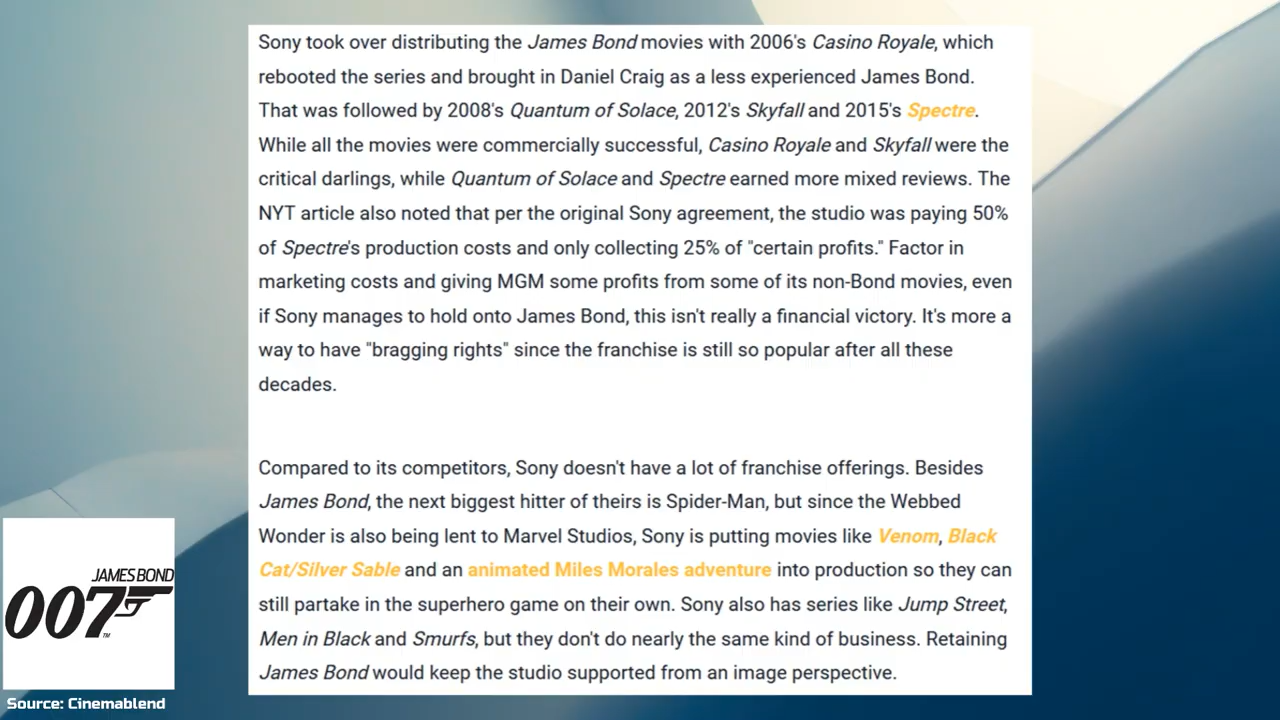 Sony took over distributing the James Bond movies with 2006's Casino Royale, which
rebooted the series and brought in Daniel Craig as a less experienced James Bond.
That was followed by 2008's Quantum of Solace, 2012's Skyfall and 2015's Spectre.
While all the movies were commercially successful, Casino Royale and Skyfall were the
critical darlings, while Quantum of Solace and Spectre earned more mixed reviews. The
NYT article also noted that per the original Sony agreement, the studio was paying 50%
of Spectre's production costs and only collecting 25% of "certain profits." Factor in
marketing costs and giving MGM some profits from some of its non-Bond movies, even
if Sony manages to hold onto James Bond, this isn't really a financial victory. It's more a
way to have "bragging rights" since the franchise is still so popular after all these
decades.
Compared to its competitors, Sony doesn't have a lot of franchise offerings. Besides
James Bond, the next biggest hitter of theirs is Spider-Man, but since the Webbed
Wonder is also being lent to Marvel Studios, Sony is putting movies like Venom, Black
Cat/Silver Sable and an animated Miles Morales adventure into production so they can
still partake in the superhero game on their own. Sony also has series like Jump Street,
Men in Black and Smurfs, but they don't do nearly the same kind of business. Retaining
James Bond would keep the studio supported from an image perspective.
JAMES BOND
007
TM
Source: Cinemablend